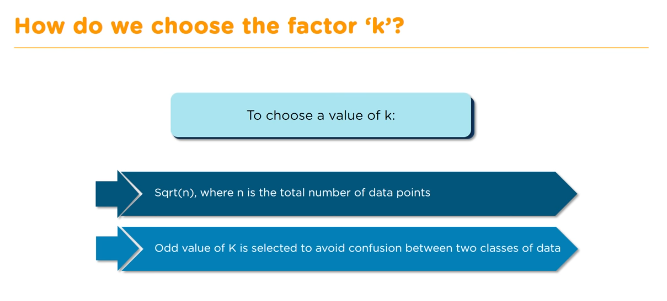 How do we choose the factor ‘k’?
To choose a value of k:
Sqrt(n), where n is the total number of data points
Odd value of K is selected to avoid confusion between two classes of data